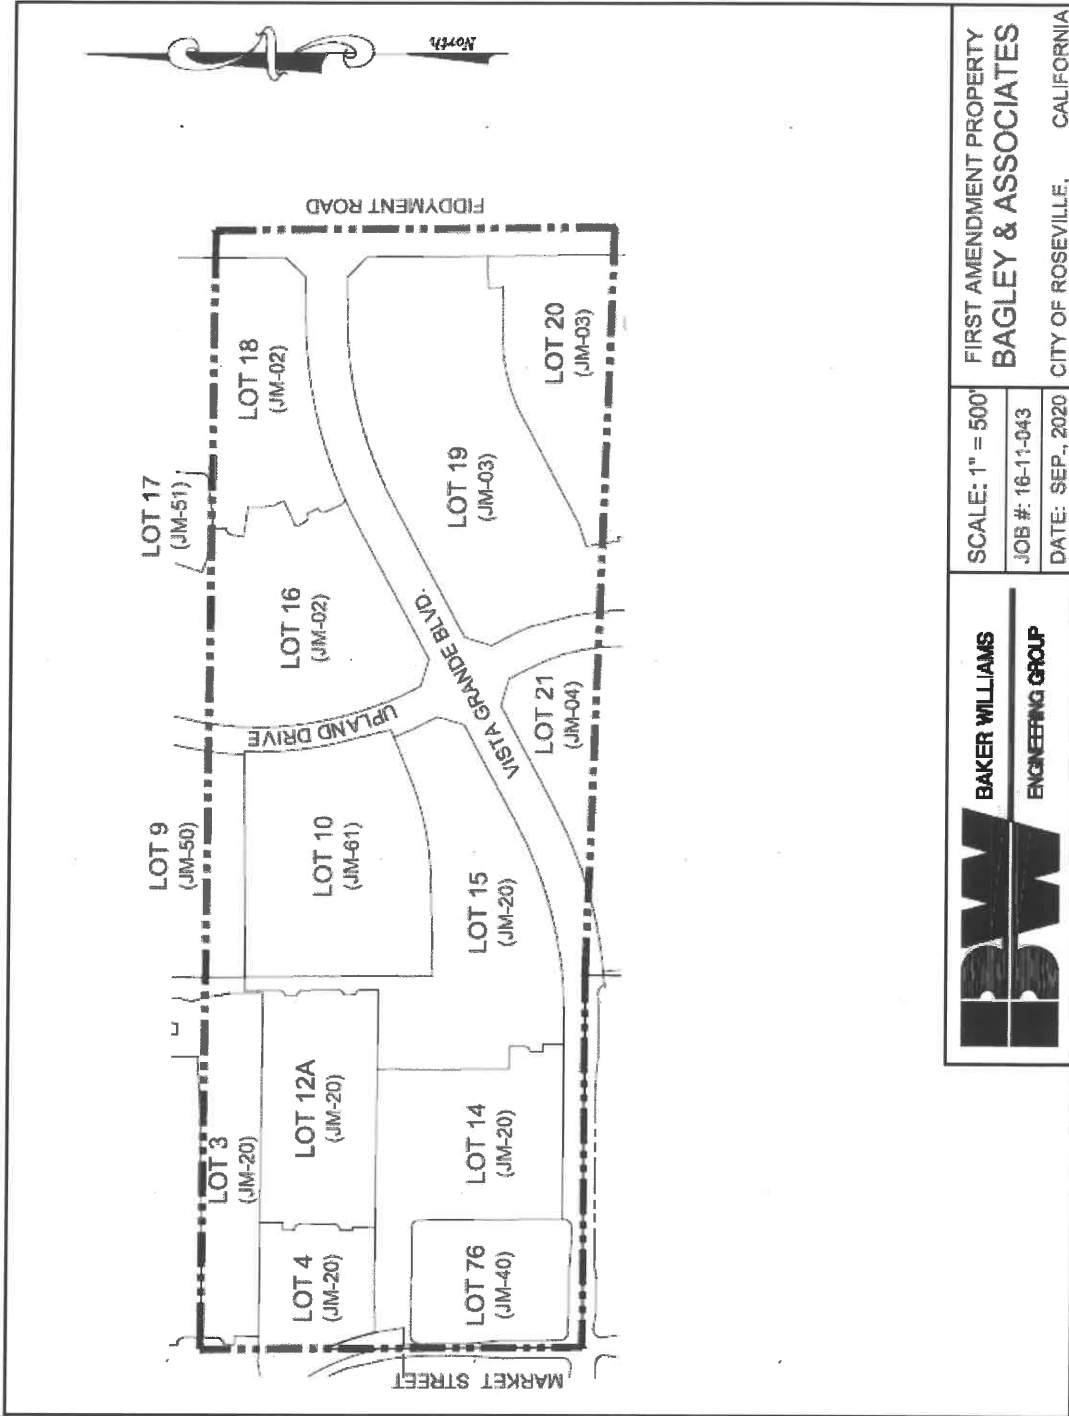 North
FIDDYMENT ROAD
LOT 17
(JM-51)
LOT 18
(JM-02)
LOT 20
(JM-03)
LOT 19
(JM-03)
LOT 16
(JM-02)
VISTA GRANDE BLVD.
UPLAND DRIVE
LOT 21
(JM-04)
LOT 9
(JM-50)
LOT 10
(JM-61)
LOT 15
(JM-20)
LOT 3
(JM-20)
LOT 12A
(JM-20)
LOT 14
(JM-20)
LOT 4
(JM-20)
LOT 76
(JM-40)
MARKET STREET
BW
BAKER WILLIAMS
ENGINEERING GROUP
SCALE: 1" = 500'
JOB #: 16-11-043
DATE: SEP., 2020
FIRST AMENDMENT PROPERTY
BAGLEY & ASSOCIATES
CITY OF ROSEVILLE, CALIFORNIA